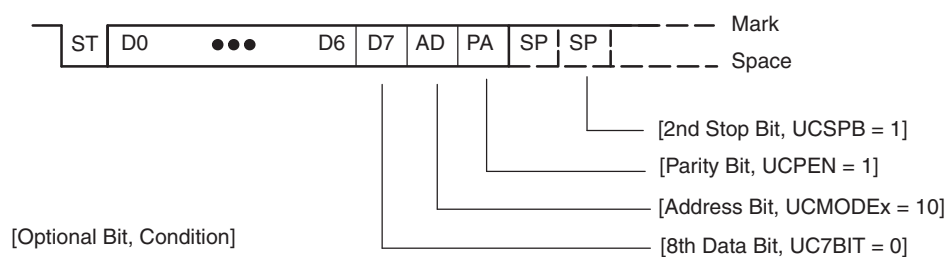 Mark
ST D0 ●●● D6 D7 AD PA SP SP
Space
[2nd Stop Bit, UCSPB = 1]
[Parity Bit, UCPEN = 1]
[Address Bit, UCMODEx = 10]
[Optional Bit, Condition]
[8th Data Bit, UC7BIT = 0]